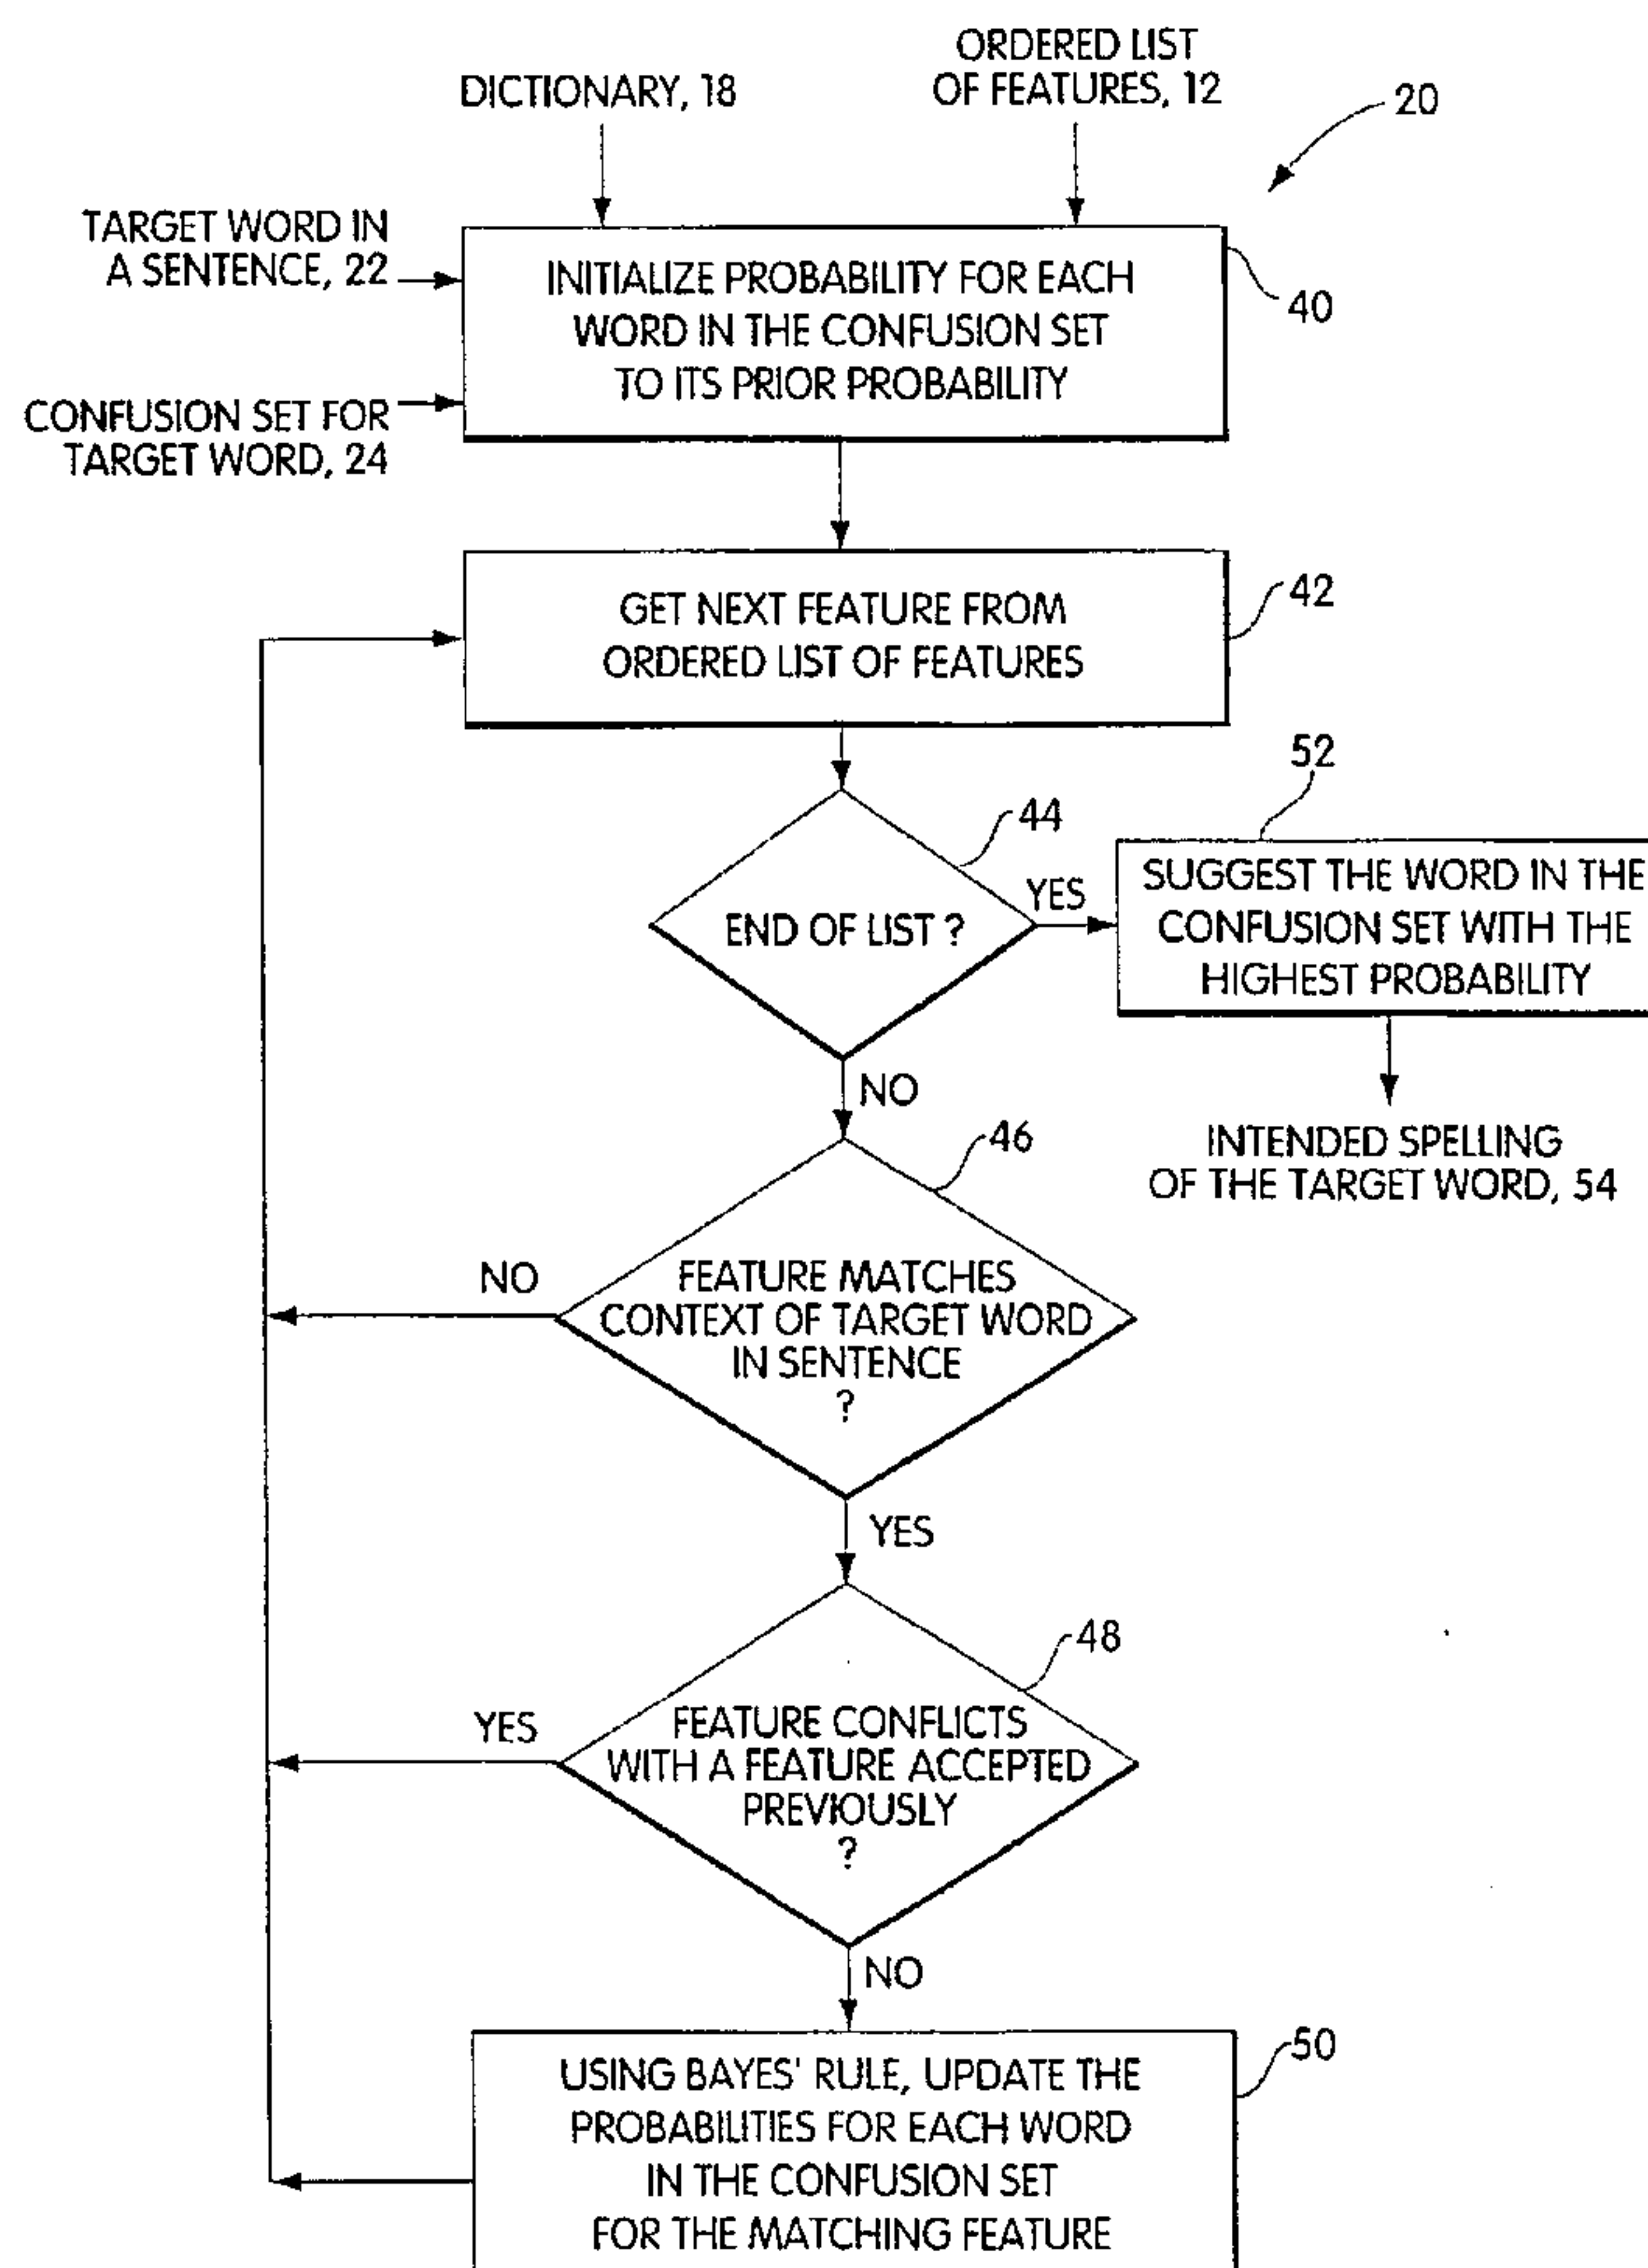 ORDERED LIST
OF FEATURES, 12
DICTIONARY, 18
20
TARGET WORD IN
A SENTENCE, 22
INITIALIZE PROBABILITY FOR EACH
WORD IN THE CONFUSION SET
TO ITS PRIOR PROBABILITY
40
CONFUSION SET FOR
TARGET WORD, 24
GET NEXT FEATURE FROM
ORDERED LIST OF FEATURES
42
52
44
END OF LIST ?
YES
SUGGEST THE WORD IN THE
CONFUSION SET WITH THE
HIGHEST PROBABILITY
NO
INTENDED SPELLING
OF THE TARGET WORD, 54
46
NO
FEATURE MATCHES
CONTEXT OF TARGET WORD
IN SENTENCE
?
YES
48
YES
FEATURE CONFLICTS
WITH A FEATURE ACCEPTED
PREVIOUSLY
?
NO
50
USING BAYES' RULE, UPDATE THE
PROBABILITIES FOR EACH WORD
IN THE CONFUSION SET
FOR THE MATCHING FEATURE